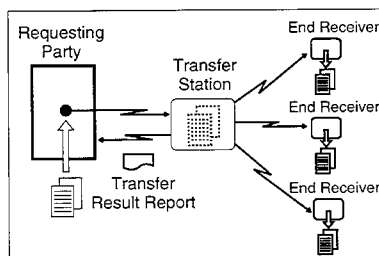 Requesting
Party
Transfer
Station
Transfer
Result Report
End Receiver
End Receiver
End Receiver